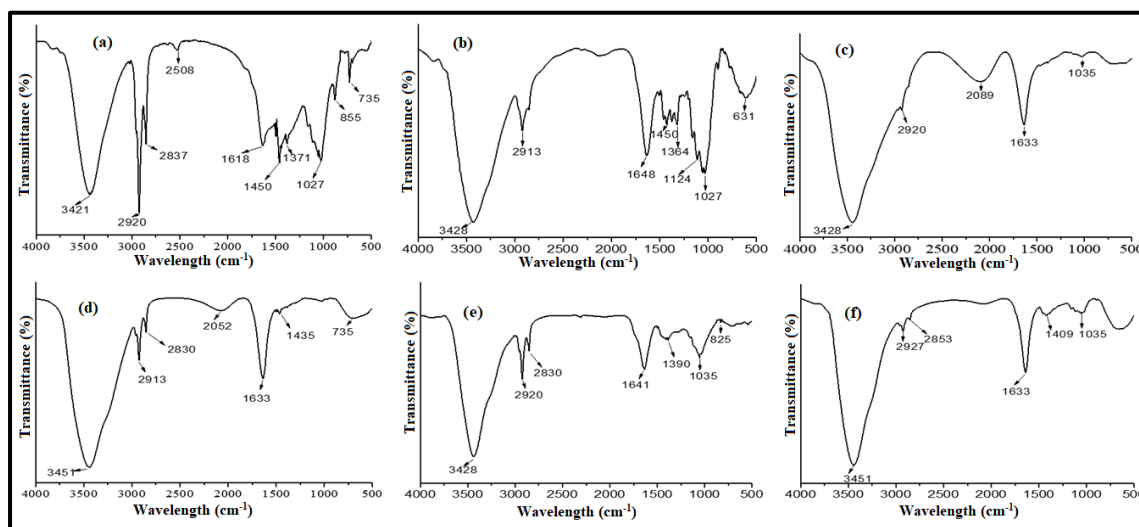 (a)
Transmittance (%)
2508
735
855
2837
1618
1371
1450
1027
3421
2920
4000 3500 3000 2500 2000 1500 1000 500
Wavelength (cm-1)
(b)
Transmittance (%)
631
1450
1364
2913
1648
1124
1027
3428
4000 3500 3000 2500 2000 1500 1000 500
Wavelength (cm-1)
(c)
Transmittance (%)
1035
2089
2920
1633
3428
4000 3500 3000 2500 2000 1500 1000 500
Wavelength (cm-1)
(d)
Transmittance (%)
2052
1435
735
2830
2913
1633
3451
4000 3500 3000 2500 2000 1500 1000 500
Wavelength (cm-1)
(e)
Transmittance (%)
825
2830
1390
1035
2920
1641
3428
4000 3500 3000 2500 2000 1500 1000 500
Wavelength (cm-1)
(f)
Transmittance (%)
2927
2853
1409
1035
1633
3451
4000 3500 3000 2500 2000 1500 1000 500
Wavelength (cm-1)